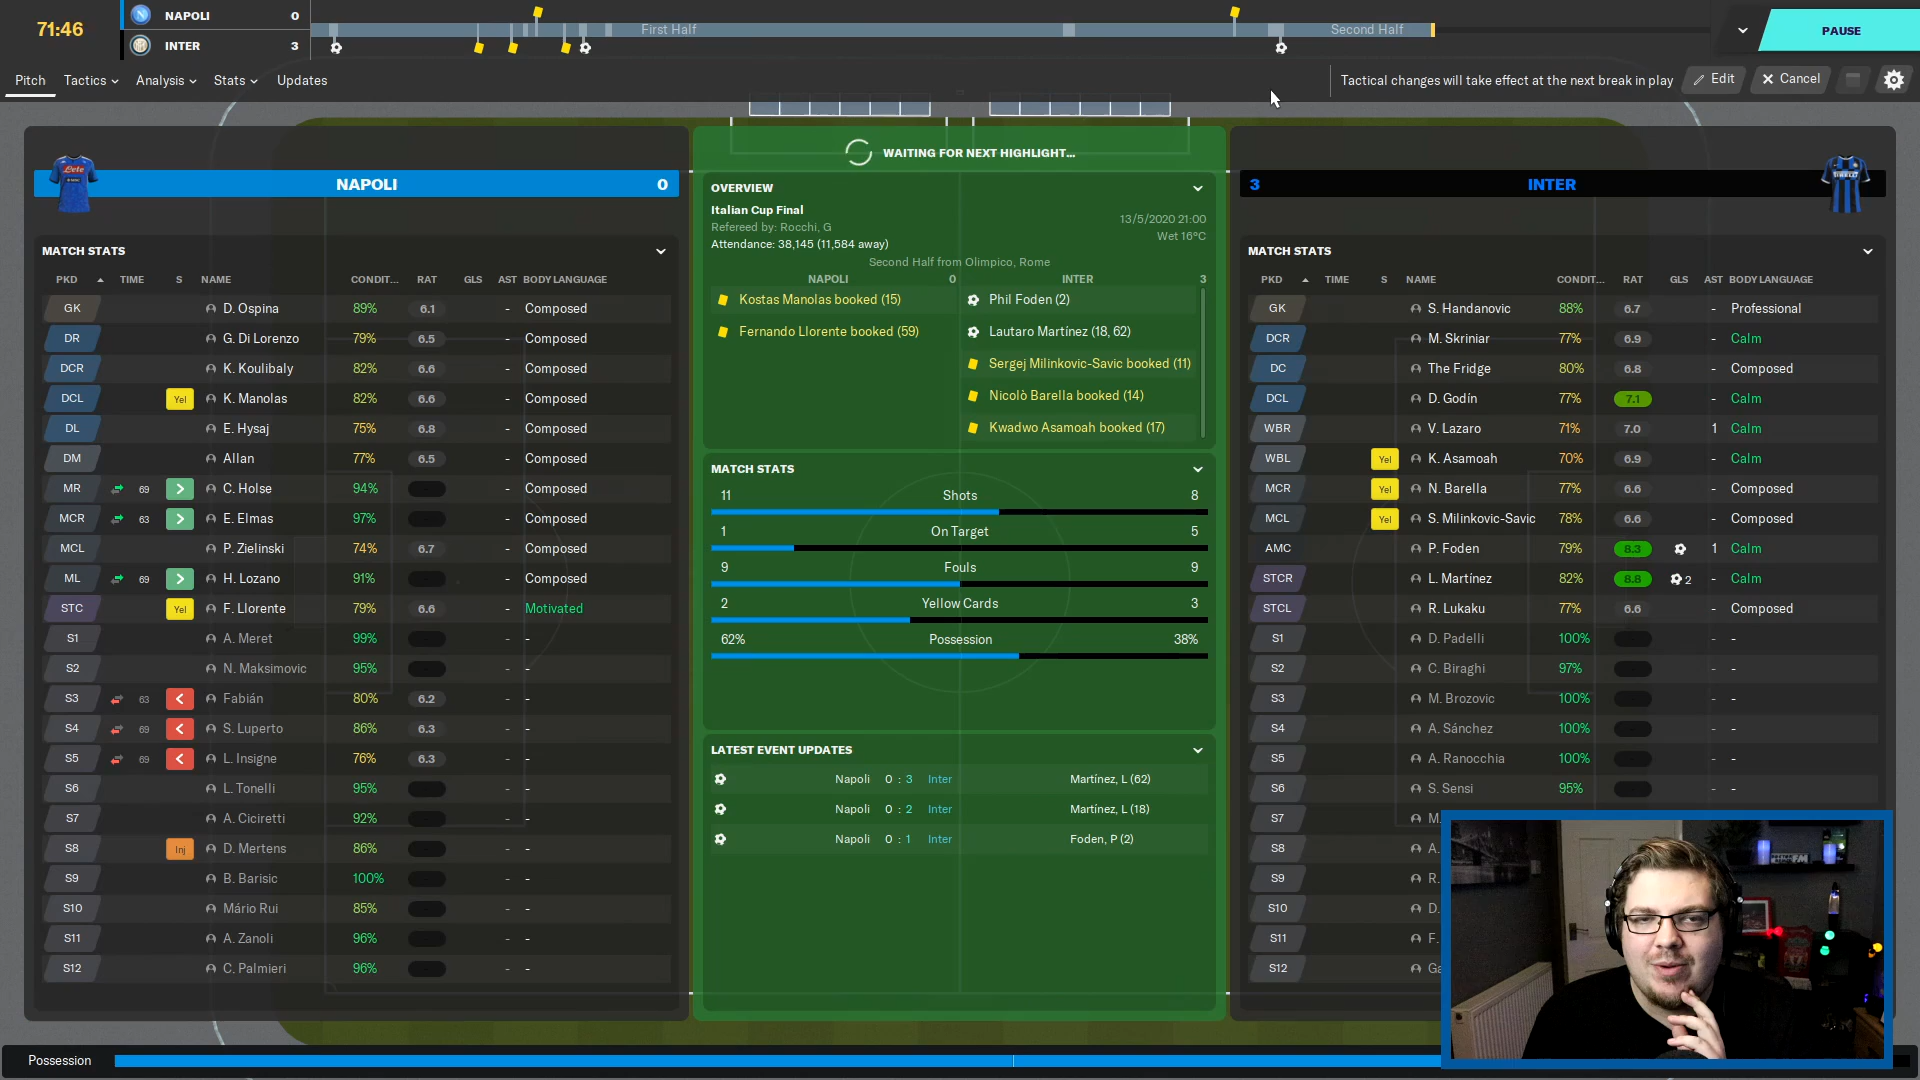 71:46
NAPOLI 0
INTER 3
First Half
Second Half
PAUSE
Pitch Tactics Analysis Stats Updates
Tactical changes will take effect at the next break in play
Edit
Cancel
NAPOLI 0
MATCH STATS
PKD TIME S NAME CONDIT... RAT GLS AST BODY LANGUAGE
GK D. Ospina 89% 6.1 - Composed
DR G. Di Lorenzo 79% 6.5 - Composed
DCR K. Koulibaly 82% 6.6 - Composed
DCL Yel K. Manolas 82% 6.6 - Composed
DL E. Hysaj 75% 6.8 - Composed
DM Allan 77% 6.5 - Composed
MR 69 C. Holse 94% - Composed
MCR 63 E. Elmas 97% - Composed
MCL P. Zielinski 74% 6.7 - Composed
ML 69 H. Lozano 91% - Composed
STC Yel F. Llorente 79% 6.6 - Motivated
S1 A. Meret 99% - -
S2 N. Maksimovic 95% - -
S3 63 Fabián 80% 6.2 - -
S4 69 S. Luperto 86% 6.3 - -
S5 69 L. Insigne 76% 6.3 - -
S6 L. Tonelli 95% - -
S7 A. Ciciretti 92% - -
S8 Inj D. Mertens 86% - -
S9 B. Barisic 100% - -
S10 Mário Rui 85% - -
S11 A. Zanoli 96% - -
S12 C. Palmieri 96% - -
WAITING FOR NEXT HIGHLIGHT...
OVERVIEW
Italian Cup Final
13/5/2020 21:00
Refereed by: Rocchi, G
Wet 16°C
Attendance: 38,145 (11,584 away)
Second Half from Olimpico, Rome
NAPOLI 0 INTER 3
Kostas Manolas booked (15)
Fernando Llorente booked (59)
Phil Foden (2)
Lautaro Martínez (18, 62)
Sergej Milinkovic-Savic booked (11)
Nicolò Barella booked (14)
Kwadwo Asamoah booked (17)
MATCH STATS
11 Shots 8
1 On Target 5
9 Fouls 9
2 Yellow Cards 3
62% Possession 38%
LATEST EVENT UPDATES
Napoli 0 : 3 Inter Martínez, L (62)
Napoli 0 : 2 Inter Martínez, L (18)
Napoli 0 : 1 Inter Foden, P (2)
3 INTER
MATCH STATS
PKD TIME S NAME CONDIT... RAT GLS AST BODY LANGUAGE
GK S. Handanovic 88% 6.7 - Professional
DCR M. Skriniar 77% 6.9 - Calm
DC The Fridge 80% 6.8 - Composed
DCL D. Godín 77% 7.1 - Calm
WBR V. Lazaro 71% 7.0 1 Calm
WBL Yel K. Asamoah 70% 6.9 - Calm
MCR Yel N. Barella 77% 6.6 - Composed
MCL Yel S. Milinkovic-Savic 78% 6.6 - Composed
AMC P. Foden 79% 8.3 1 Calm
STCR L. Martínez 82% 8.8 2 - Calm
STCL R. Lukaku 77% 6.6 - Composed
S1 D. Padelli 100% - -
S2 C. Biraghi 97% - -
S3 M. Brozovic 100% - -
S4 A. Sánchez 100% - -
S5 A. Ranocchia 100% - -
S6 S. Sensi 95% - -
S7 M.
S8 A.
S9 R.
S10 D.
S11 F.
S12 Ga
Possession